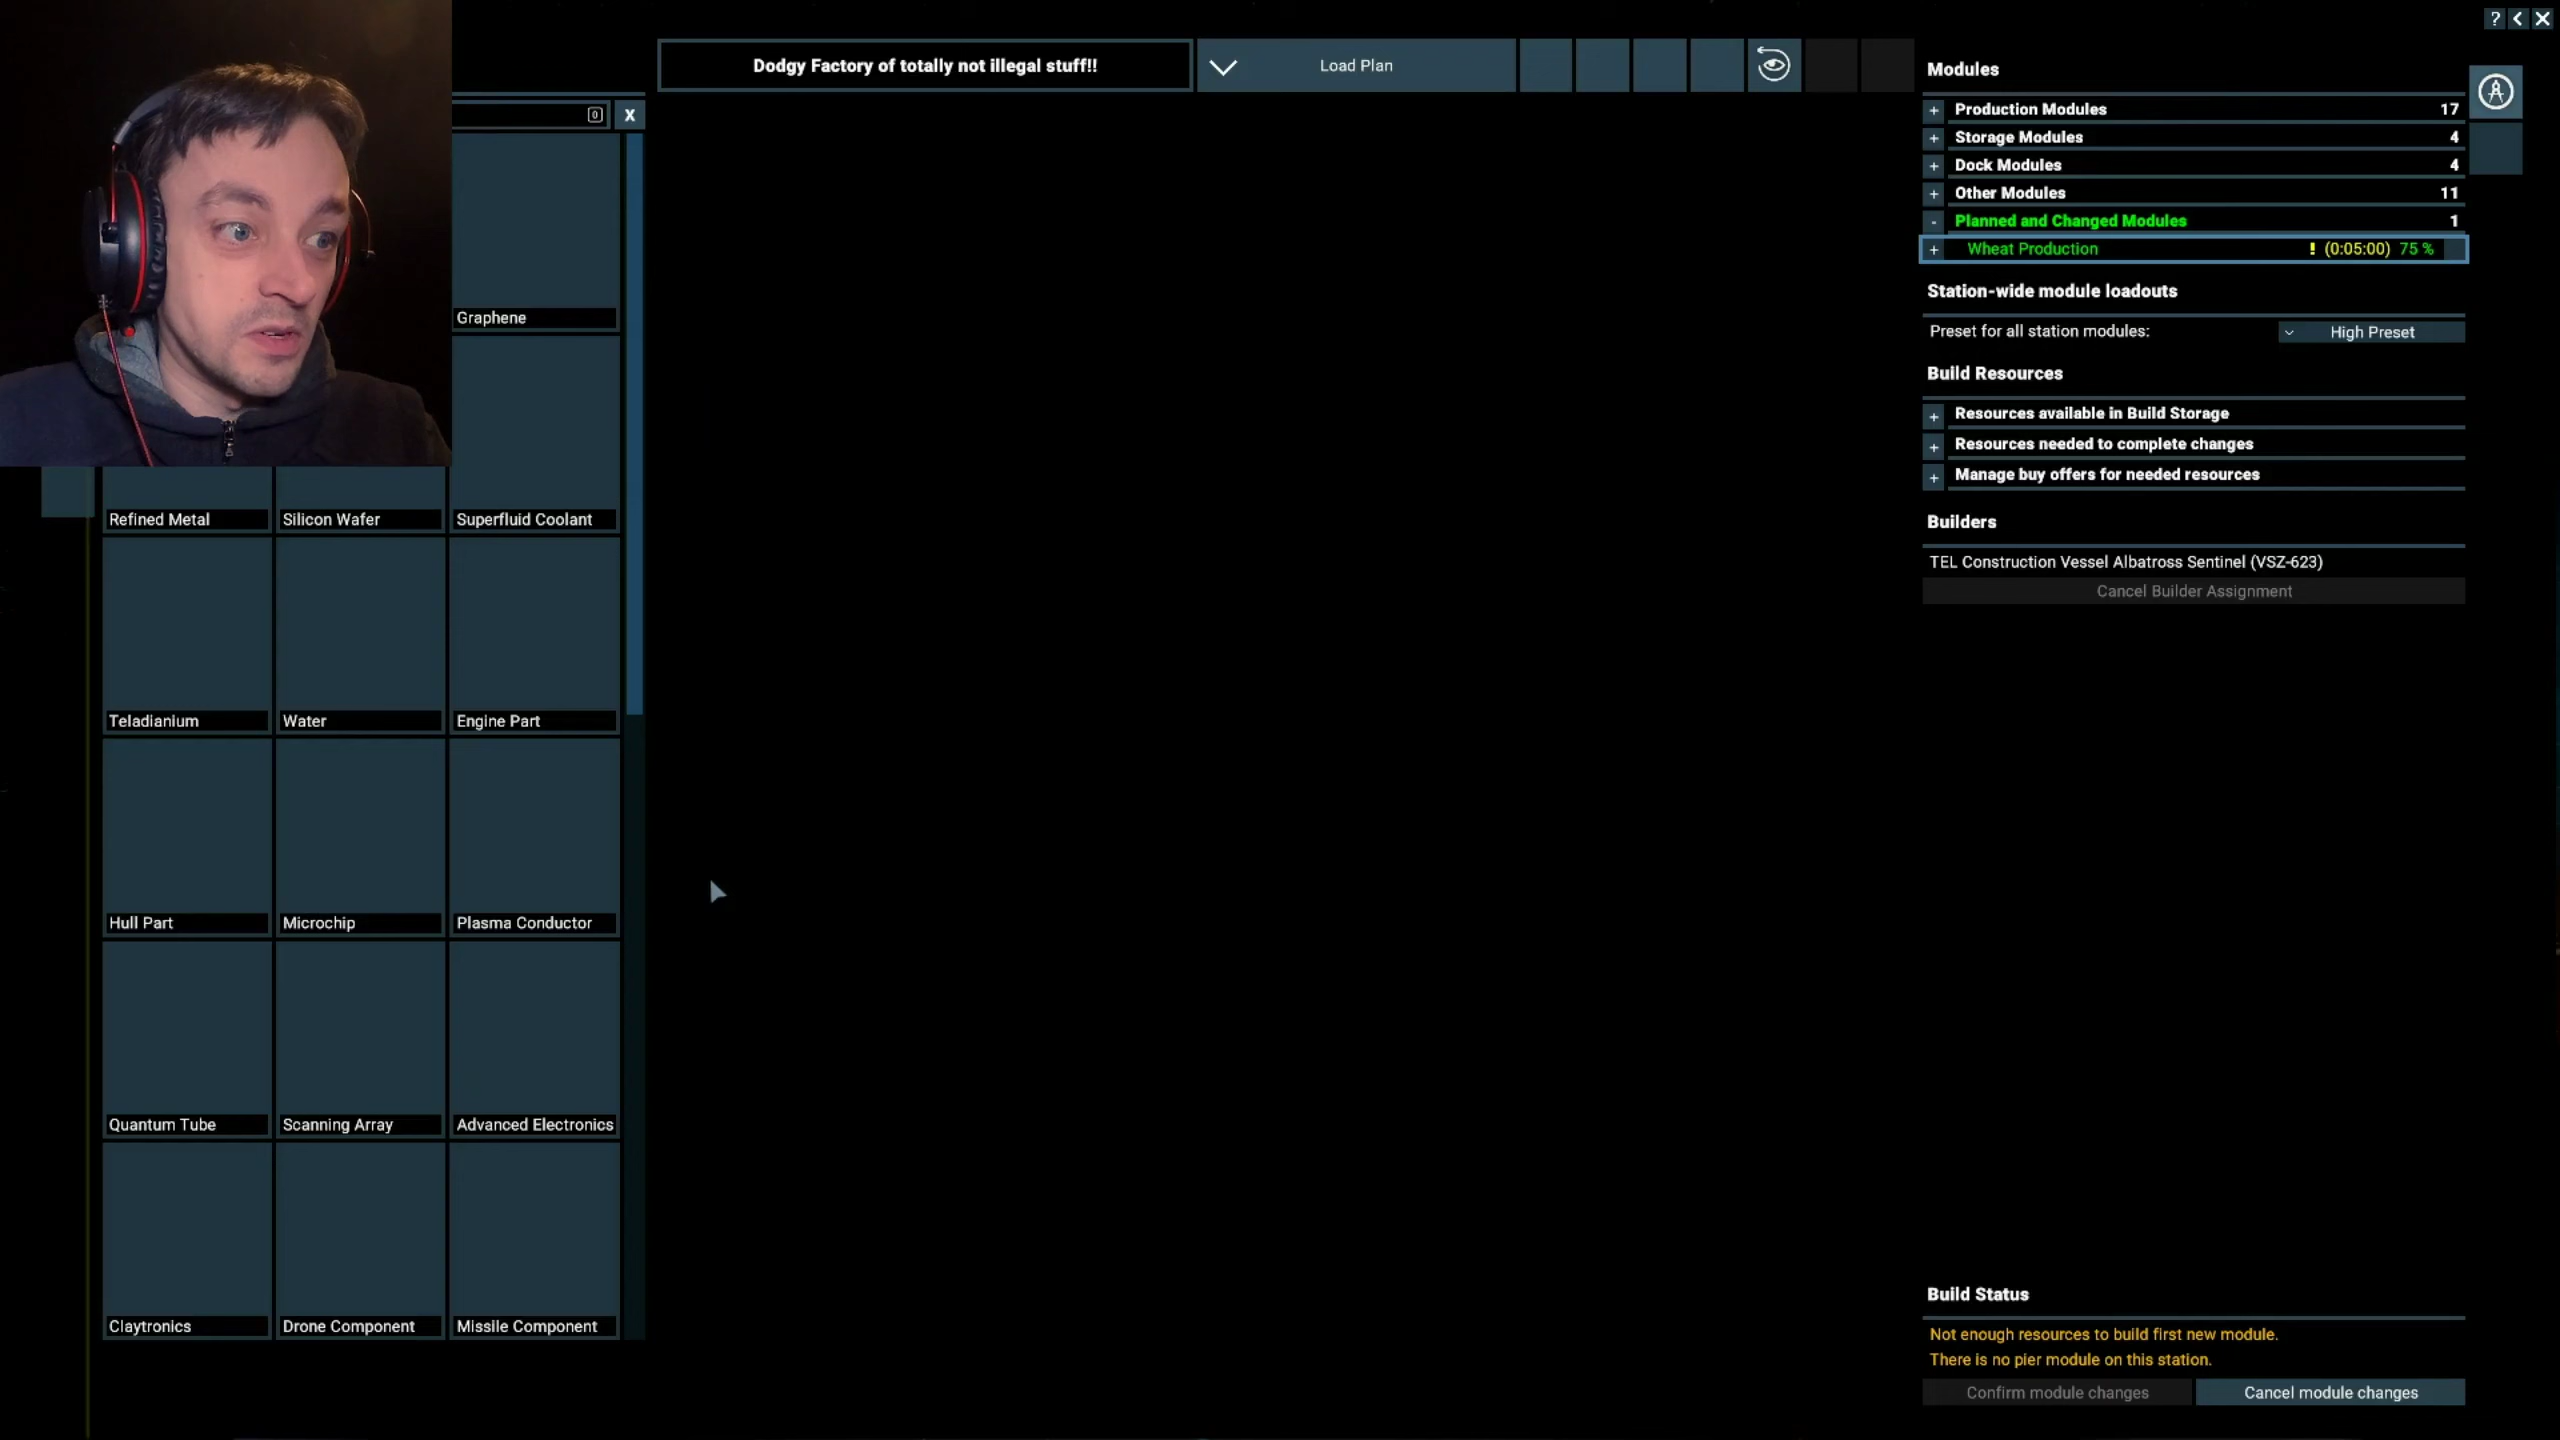 ? < X
Dodgy Factory of totally not illegal stuff!!
Load Plan
0 X
Graphene
Refined Metal
Silicon Wafer
Superfluid Coolant
Teladianium
Water
Engine Part
Hull Part
Microchip
Plasma Conductor
Quantum Tube
Scanning Array
Advanced Electronics
Claytronics
Drone Component
Missile Component
Modules
+ Production Modules 17
+ Storage Modules 4
+ Dock Modules 4
+ Other Modules 11
- Planned and Changed Modules 1
+ Wheat Production ! (0:05:00) 75 %
Station-wide module loadouts
Preset for all station modules: High Preset
Build Resources
+ Resources available in Build Storage
+ Resources needed to complete changes
+ Manage buy offers for needed resources
Builders
TEL Construction Vessel Albatross Sentinel (VSZ-623)
Cancel Builder Assignment
Build Status
Not enough resources to build first new module.
There is no pier module on this station.
Confirm module changes
Cancel module changes